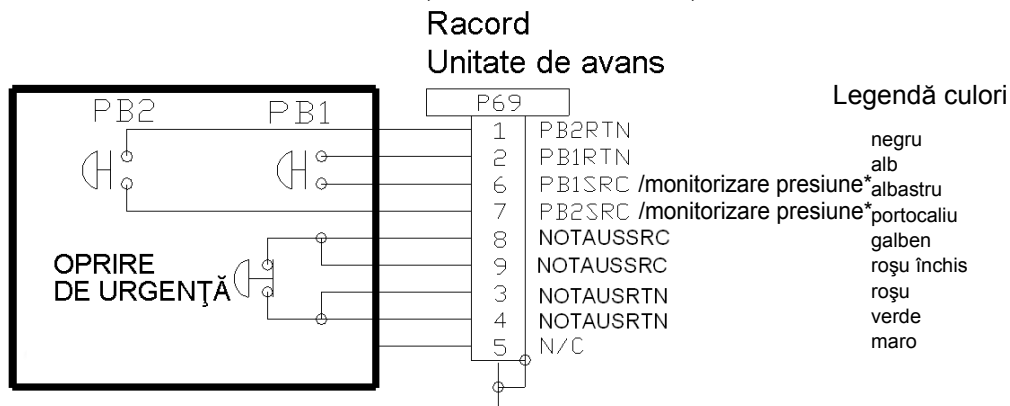 Racord
Unitate de avans
P69
Legendă culori
PB2 PB1
1 PB2RTN negru
2 PB1RTN alb
6 PB1SRC /monitorizare presiune* albastru
7 PB2SRC /monitorizare presiune* portocaliu
8 NOTAUSSRC galben
OPRIRE
DE URGENŢĂ
9 NOTAUSSRC roşu închis
3 NOTAUSRTN roşu
4 NOTAUSRTN verde
5 N/C maro